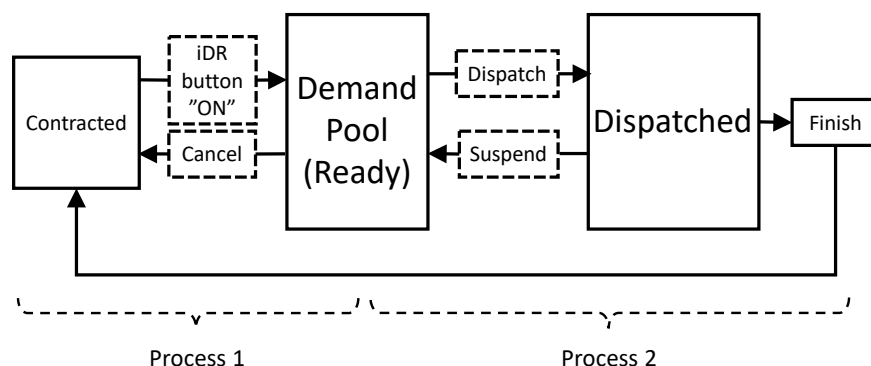 Contracted
iDR
button
”ON”
Cancel
Demand
Pool
(Ready)
Dispatch
Suspend
Dispatched
Finish
Process 1
Process 2